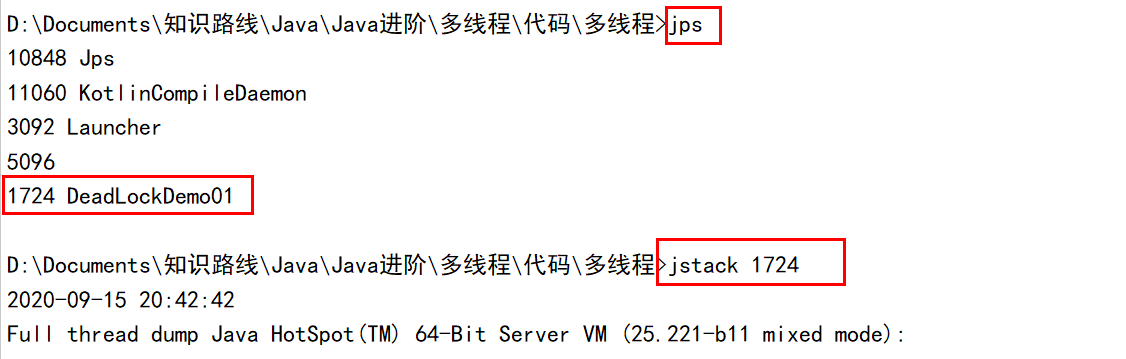 D:\Documents\知识路线\Java\Java进阶\多线程\代码\多线程>jps
10848 Jps
11060 KotlinCompileDaemon
3092 Launcher
5096
1724 DeadLockDemo01
D:\Documents\知识路线\Java\Java进阶\多线程\代码\多线程>jstack 1724
2020-09-15 20:42:42
Full thread dump Java HotSpot(TM) 64-Bit Server VM (25.221-b11 mixed mode):